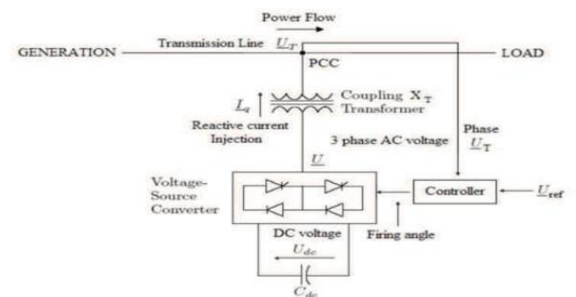 Power Flow
Transmission Line U_T
GENERATION
LOAD
PCC
Coupling X_T
Transformer
I_q
Reactive current
Injection
3 phase AC voltage
Phase
U_T
U
Voltage-
Source
Converter
Controller
U_ref
DC voltage
Firing angle
U_dc
C_dc